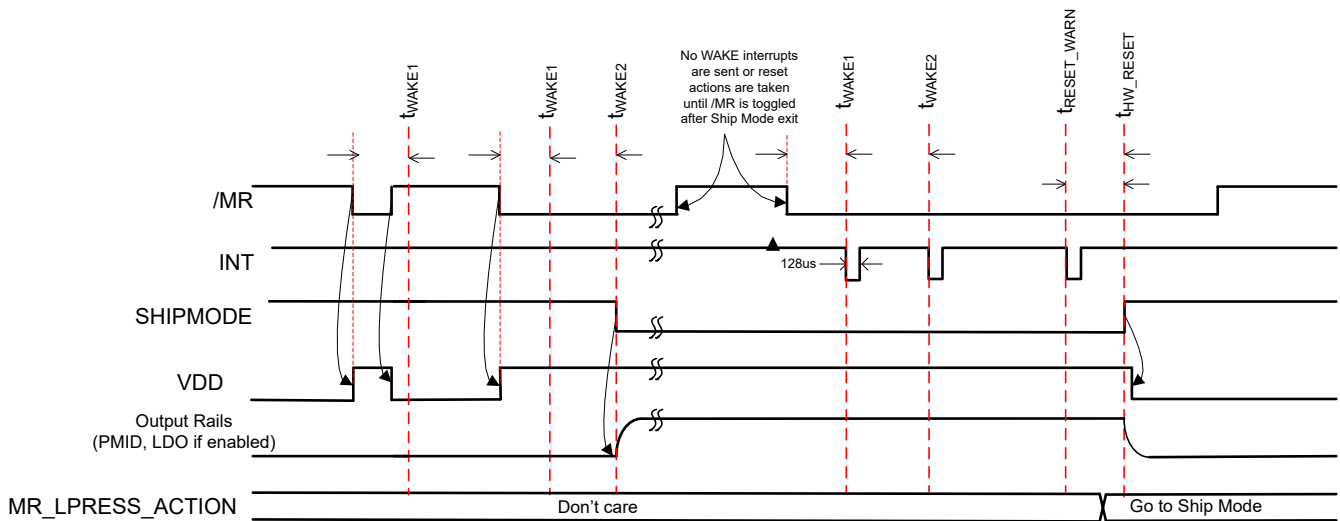 tWAKE1
tWAKE1
tWAKE2
No WAKE interrupts
are sent or reset
actions are taken
until /MR is toggled
after Ship Mode exit
tWAKE1
tWAKE2
tRESET_WARN
tHW_RESET
/MR
INT
128us
SHIPMODE
VDD
Output Rails
(PMID, LDO if enabled)
MR_LPRESS_ACTION
Don't care
Go to Ship Mode